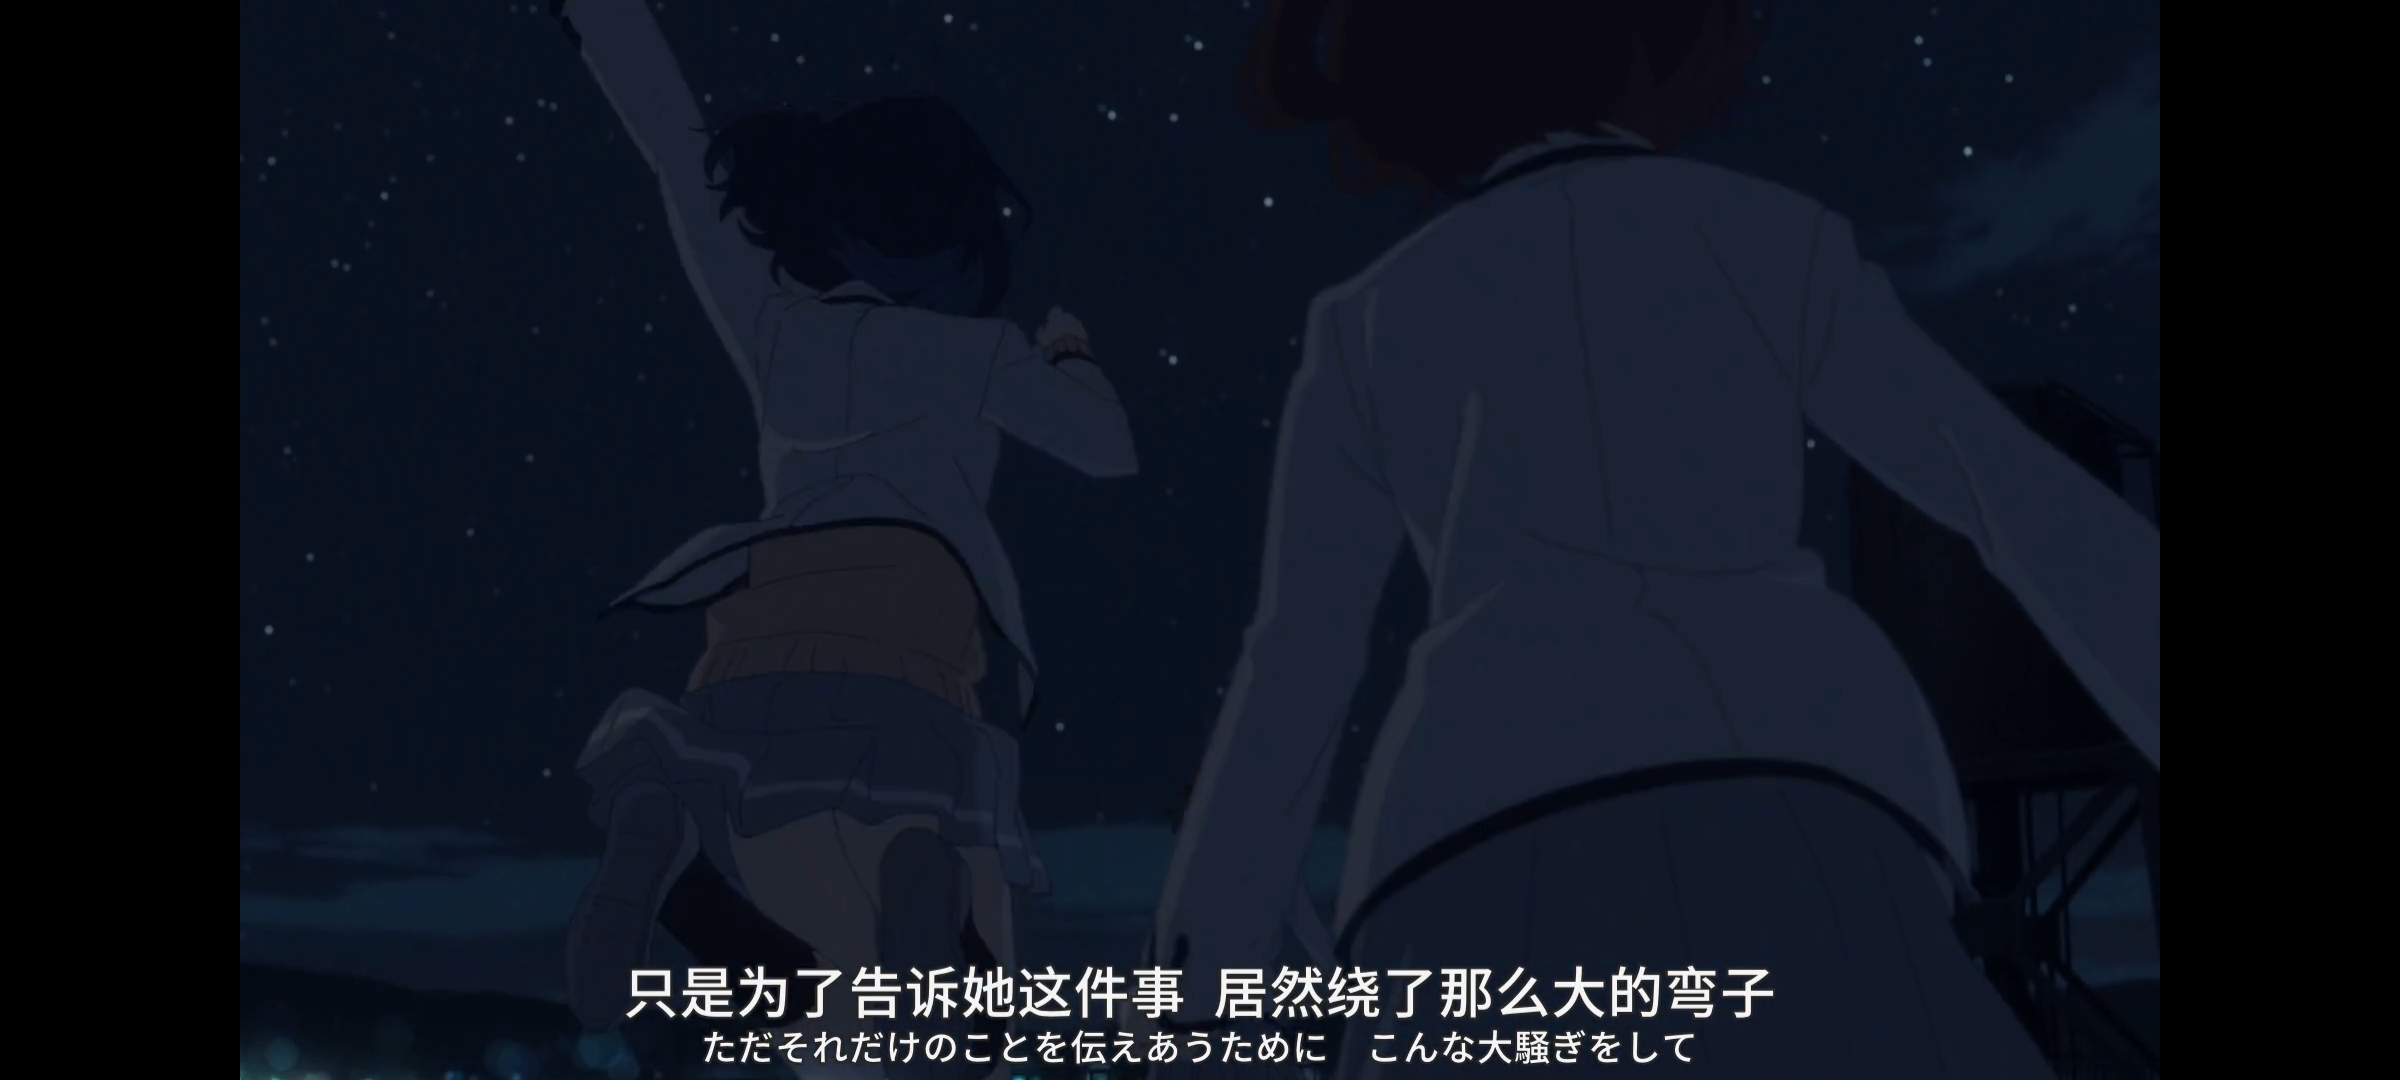 只是为了告诉她这件事 居然绕了那么大的弯子
ただそれだけのことを伝えあうために　こんな大騒ぎをして